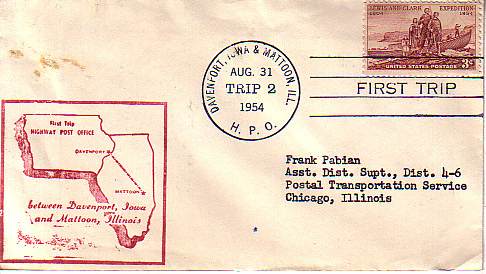 LEWIS AND CLARK EXPEDITION
1804 1954
UNITED STATES POSTAGE 3¢
DAVENPORT, IOWA & MATTOON, ILL.
AUG. 31
TRIP 2
1954
H. P. O.
FIRST TRIP
First Trip
HIGHWAY POST OFFICE
DAVENPORT
MATTOON
between Davenport, Iowa
and Mattoon, Illinois
Frank Pabian
Asst. Dist. Supt., Dist. 4-6
Postal Transportation Service
Chicago, Illinois